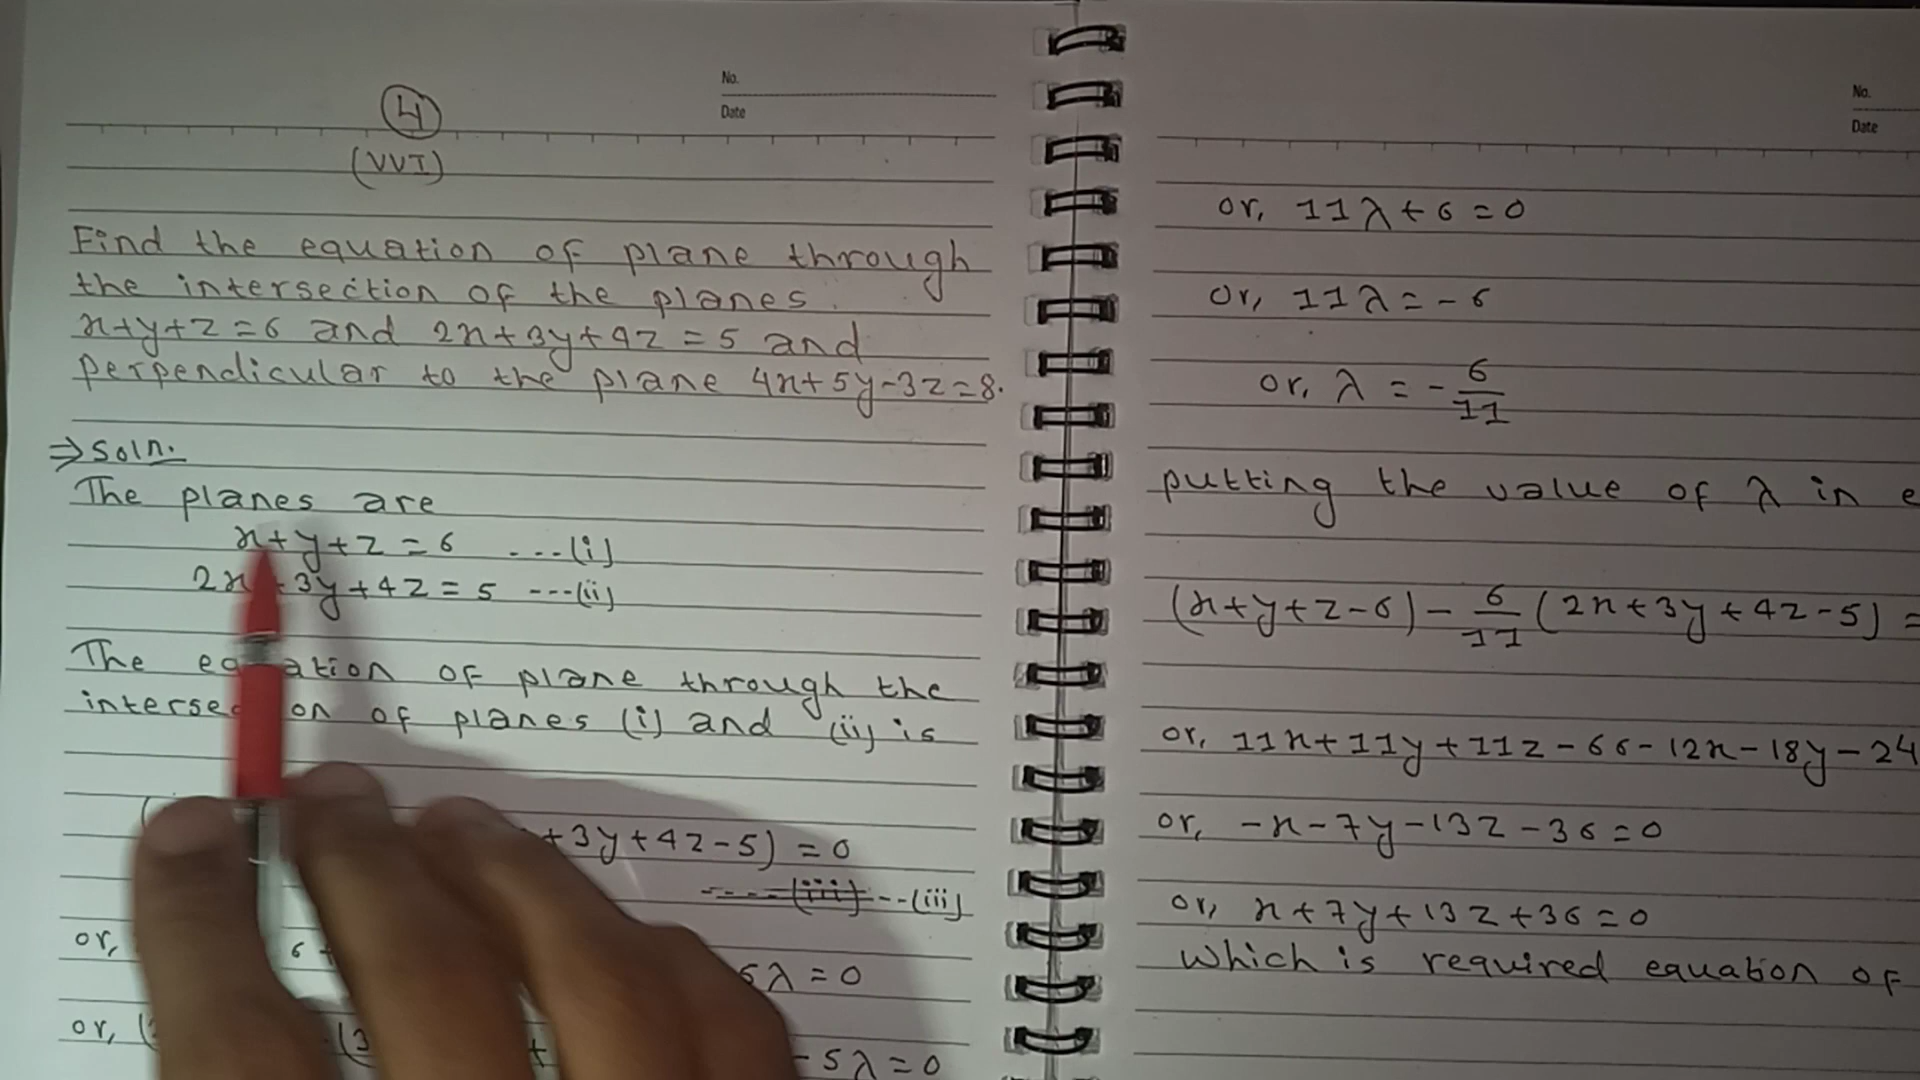 No.
Date
4
(VVI)
Find the equation of plane through
the intersection of the planes.
x+y+z=6 and 2x+3y+4z=5 and
perpendicular to the plane 4x+5y-3z=8.
⇒ Soln.
The planes are
x+y+z=6 ---(i)
2x+3y+4z=5 ---(ii)
The equation of plane through the
intersection of planes (i) and (ii) is
+3y+4z-5)=0
--(iii)
or, 6+ 5λ=0
or, (3 + -5λ=0
No.
Date
or, 11λ+6=0
or, 11λ=-6
or, λ=-6/11
putting the value of λ in e
(x+y+z-6)-6/11(2x+3y+4z-5)=
or, 11x+11y+11z-66-12x-18y-24
or, -x-7y-13z-36=0
or, x+7y+13z+36=0
Which is required equation of